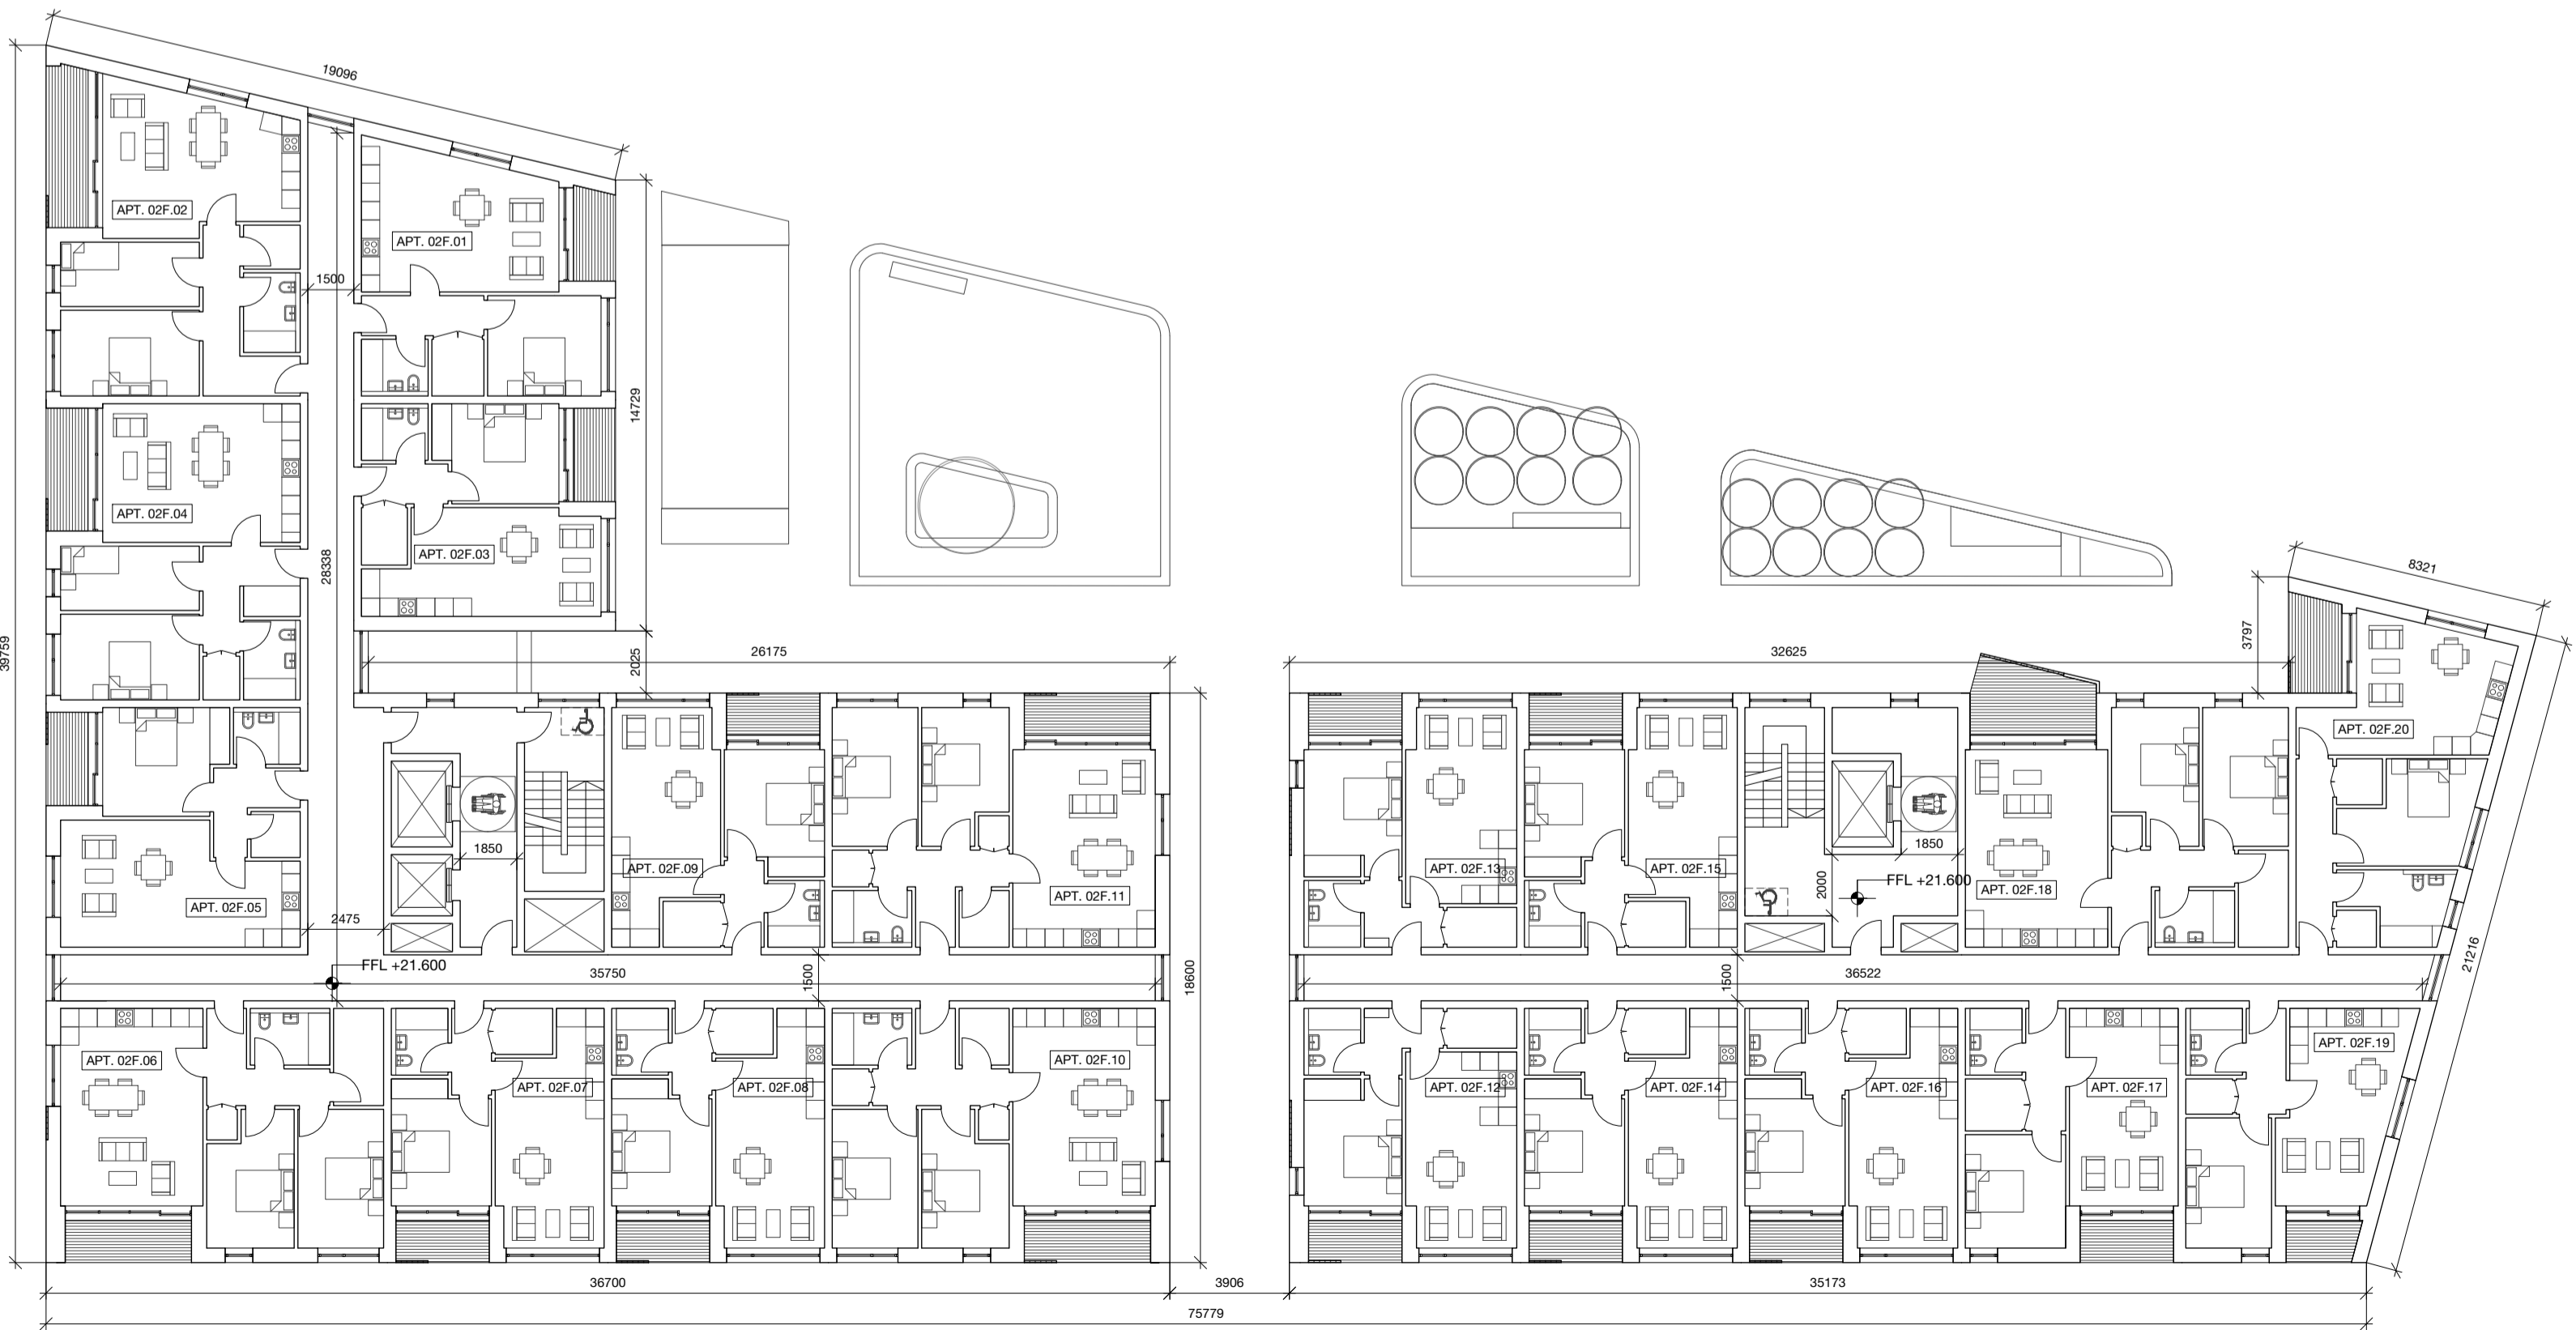 19096
APT. 02F.02
APT. 02F.01
1500
14729
APT. 02F.04
APT. 02F.03
28338
39759
8321
3797
2025
26175
32625
APT. 02F.20
1850
1850
APT. 02F.09
APT. 02F.11
APT. 02F.13
APT. 02F.15
2000
FFL +21.600
APT. 02F.18
APT. 02F.05
2475
FFL +21.600
35750
1500
18600
1500
36522
21216
APT. 02F.06
APT. 02F.07
APT. 02F.08
APT. 02F.10
APT. 02F.12
APT. 02F.14
APT. 02F.16
APT. 02F.17
APT. 02F.19
36700
3906
35173
75779